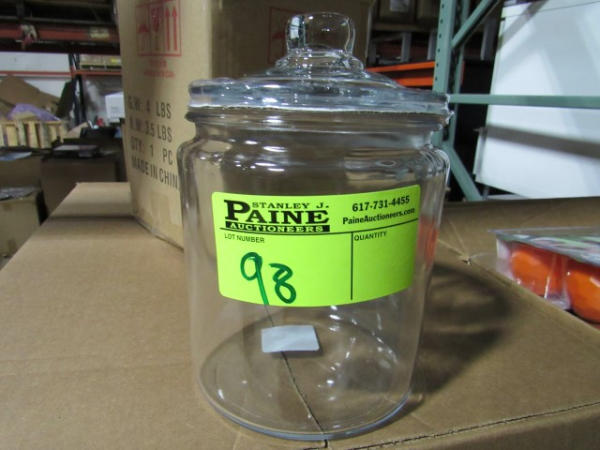 G.W: 4 LBS
N.W: 3.5 LBS
QTY: 1 PC
MADE IN CHINA
STANLEY J.
PAINE
AUCTIONEERS
617-731-4455
PaineAuctioneers.com
LOT NUMBER
QUANTITY
98